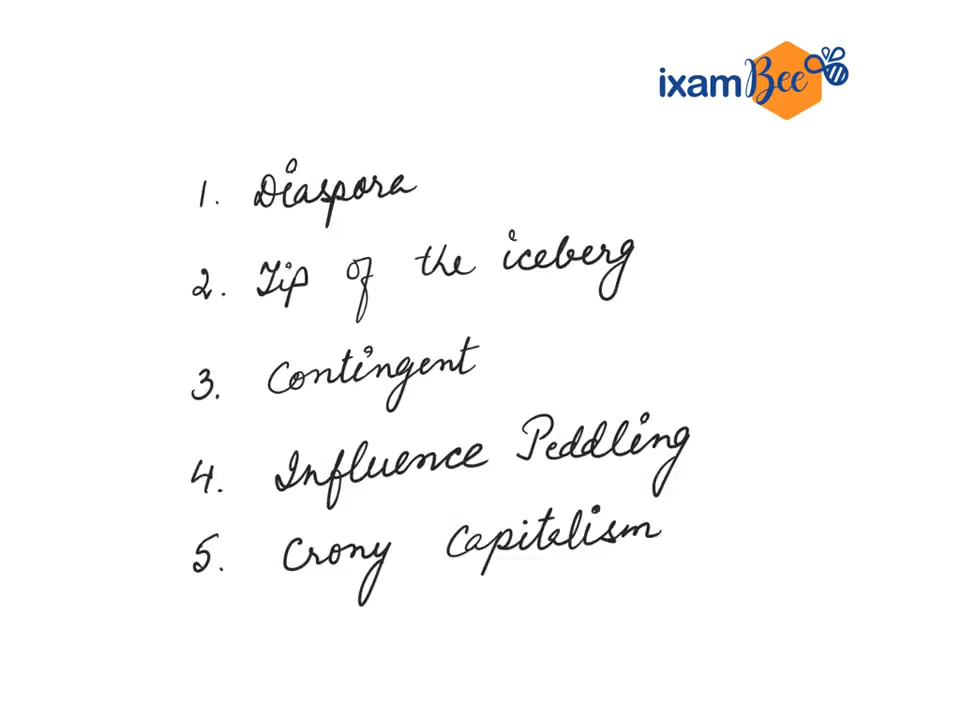 ixamBee
1. Diaspora
2. Tip of the iceberg
3. Contingent
4. Influence Peddling
5. Crony Capitalism